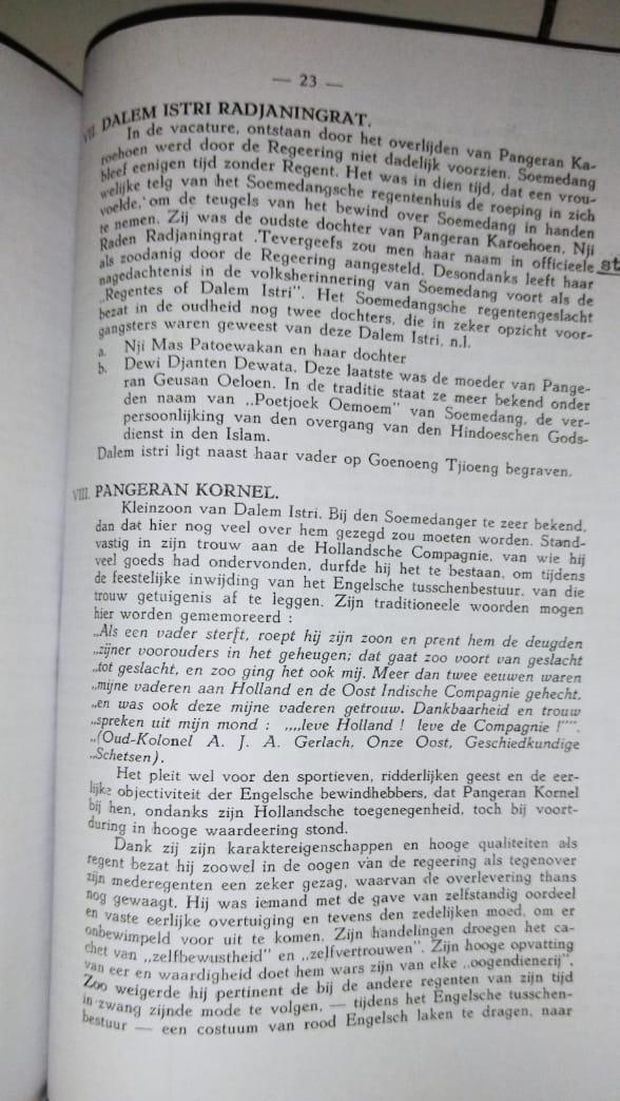 — 23 —
VII. DALEM ISTRI RADJANINGRAT.
In de vacature, ontstaan door het overlijden van Pangeran Ka-
roehoen werd door de Regeering niet dadelijk voorzien. Soemedang
bleef eenigen tijd zonder Regent. Het was in dien tijd, dat een vrou-
welijke telg van het Soemedangsche regentenhuis de roeping in zich
voelde, om de teugels van het bewind over Soemedang in handen
te nemen. Zij was de oudste dochter van Pangeran Karoehoen, Nji
Raden Radjaningrat .Tevergeefs zou men haar naam in officieele st
als zoodanig door de Regeering aangesteld. Desondanks leeft haar
nagedachtenis in de volksherinnering van Soemedang voort als de
„Regentes of Dalem Istri". Het Soemedangsche regentengeslacht
bezat in de oudheid nog twee dochters, die in zeker opzicht voor-
gangsters waren geweest van deze Dalem Istri, n.l.
a. Nji Mas Patoewakan en haar dochter
b. Dewi Djanten Dewata. Deze laatste was de moeder van Pange-
ran Geusan Oeloen. In de traditie staat ze meer bekend onder
den naam van „Poetjoek Oemoem" van Soemedang, de ver-
persoonlijking van den overgang van den Hindoeschen Gods-
dienst in den Islam.
Dalem istri ligt naast haar vader op Goenoeng Tjioeng begraven.
VIII. PANGERAN KORNEL.
Kleinzoon van Dalem Istri. Bij den Soemedanger te zeer bekend,
dan dat hier nog veel over hem gezegd zou moeten worden. Stand-
vastig in zijn trouw aan de Hollandsche Compagnie, van wie hij
veel goeds had ondervonden, durfde hij het te bestaan, om tijdens
de feestelijke inwijding van het Engelsche tusschenbestuur, van die
trouw getuigenis af te leggen. Zijn traditioneele woorden mogen
hier worden gememoreerd :
„Als een vader sterft, roept hij zijn zoon en prent hem de deugden
„zijner voorouders in het geheugen; dat gaat zoo voort van geslacht
„tot geslacht, en zoo ging het ook mij. Meer dan twee eeuwen waren
„mijne vaderen aan Holland en de Oost Indische Compagnie gehecht,
„en was ook deze mijne vaderen getrouw. Dankbaarheid en trouw
„spreken uit mijn mond : „„leve Holland ! leve de Compagnie !"".
„(Oud-Kolonel A. J. A. Gerlach, Onze Oost, Geschiedkundige
„Schetsen).
Het pleit wel voor den sportieven, ridderlijken geest en de eer-
lijke objectiviteit der Engelsche bewindhebbers, dat Pangeran Kornel
bij hen, ondanks zijn Hollandsche toegenegenheid, toch bij voort-
during in hooge waardeering stond.
Dank zij zijn karaktereigenschappen en hooge qualiteiten als
regent bezat hij zoowel in de oogen van de regeering als tegenover
zijn mederegenten een zeker gezag, waarvan de overlevering thans
nog gewaagt. Hij was iemand met de gave van zelfstandig oordeel
en vaste eerlijke overtuiging en tevens den zedelijken moed, om er
onbewimpeld voor uit te komen. Zijn handelingen droegen het ca-
chet van „zelfbewustheid" en „zelfvertrouwen". Zijn hooge opvatting
van eer en waardigheid doet hem wars zijn van elke „oogendienerij".
Zoo weigerde hij pertinent de bij de andere regenten van zijn tijd
in zwang zijnde mode te volgen, — tijdens het Engelsche tusschen-
bestuur — een costuum van rood Engelsch laken te dragen, naar